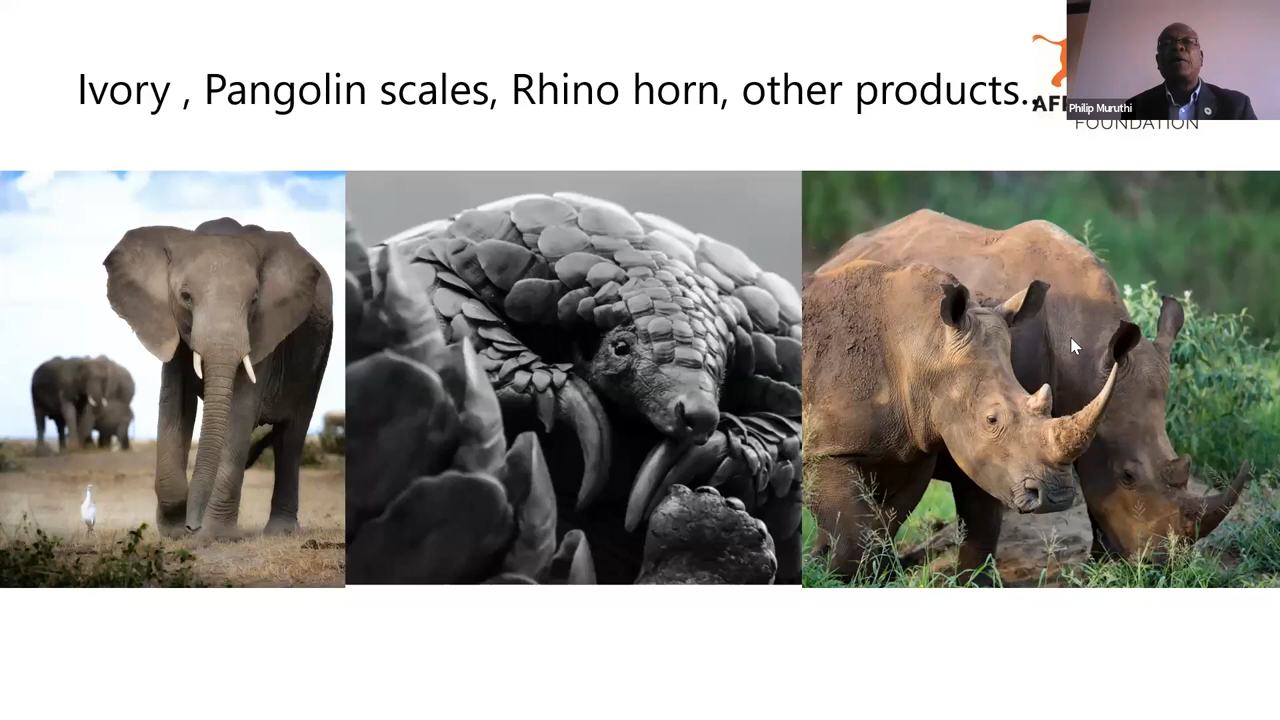 Ivory , Pangolin scales, Rhino horn, other products..
Philip Muruthi
FOUNDATION